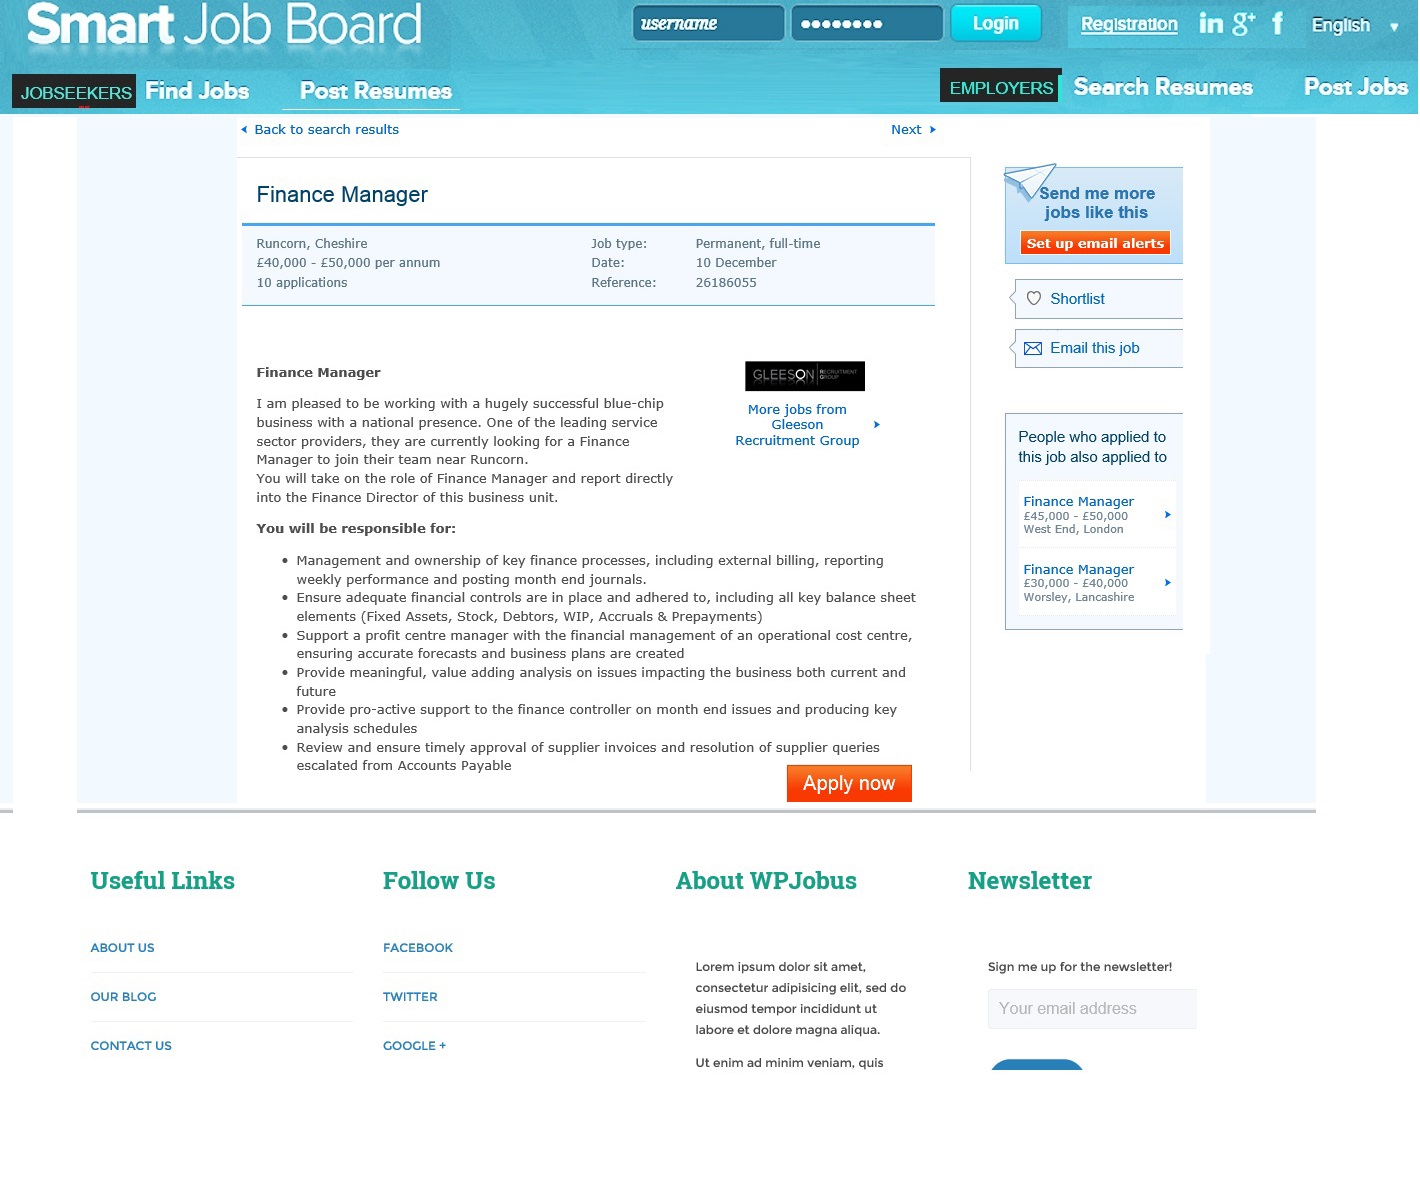 Smart Job Board
username
Login
Registration
in g+ f
English
JOBSEEKERS
Find Jobs
Post Resumes
EMPLOYERS
Search Resumes
Post Jobs
Back to search results
Next
Finance Manager
Runcorn, Cheshire
Job type:
Permanent, full-time
£40,000 - £50,000 per annum
Date:
10 December
10 applications
Reference:
26186055
Finance Manager
I am pleased to be working with a hugely successful blue-chip
business with a national presence. One of the leading service
sector providers, they are currently looking for a Finance
Manager to join their team near Runcorn.
You will take on the role of Finance Manager and report directly
into the Finance Director of this business unit.
GLEESON RECRUITMENT GROUP
More jobs from
Gleeson
Recruitment Group
You will be responsible for:
• Management and ownership of key finance processes, including external billing, reporting
weekly performance and posting month end journals.
• Ensure adequate financial controls are in place and adhered to, including all key balance sheet
elements (Fixed Assets, Stock, Debtors, WIP, Accruals & Prepayments)
• Support a profit centre manager with the financial management of an operational cost centre,
ensuring accurate forecasts and business plans are created
• Provide meaningful, value adding analysis on issues impacting the business both current and
future
• Provide pro-active support to the finance controller on month end issues and producing key
analysis schedules
• Review and ensure timely approval of supplier invoices and resolution of supplier queries
escalated from Accounts Payable
Apply now
Send me more
jobs like this
Set up email alerts
Shortlist
Email this job
People who applied to
this job also applied to
Finance Manager
£45,000 - £50,000
West End, London
Finance Manager
£30,000 - £40,000
Worsley, Lancashire
Useful Links
ABOUT US
OUR BLOG
CONTACT US
Follow Us
FACEBOOK
TWITTER
GOOGLE +
About WPJobus
Lorem ipsum dolor sit amet,
consectetur adipisicing elit, sed do
eiusmod tempor incididunt ut
labore et dolore magna aliqua.
Ut enim ad minim veniam, quis
Newsletter
Sign me up for the newsletter!
Your email address